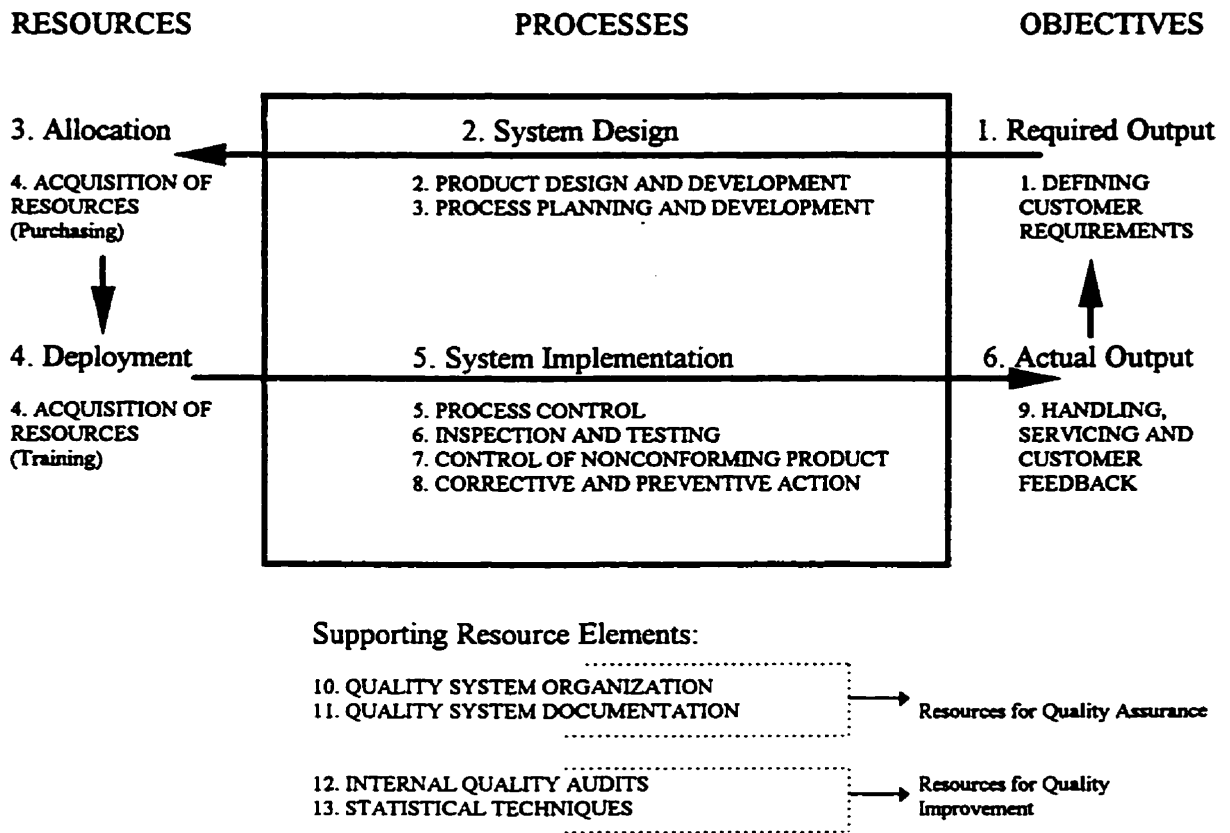 RESOURCES
PROCESSES
OBJECTIVES
3. Allocation
2. System Design
1. Required Output
4. ACQUISITION OF
RESOURCES
(Purchasing)
2. PRODUCT DESIGN AND DEVELOPMENT
3. PROCESS PLANNING AND DEVELOPMENT
1. DEFINING
CUSTOMER
REQUIREMENTS
4. Deployment
5. System Implementation
6. Actual Output
4. ACQUISITION OF
RESOURCES
(Training)
5. PROCESS CONTROL
6. INSPECTION AND TESTING
7. CONTROL OF NONCONFORMING PRODUCT
8. CORRECTIVE AND PREVENTIVE ACTION
9. HANDLING,
SERVICING AND
CUSTOMER
FEEDBACK
Supporting Resource Elements:
10. QUALITY SYSTEM ORGANIZATION
11. QUALITY SYSTEM DOCUMENTATION
Resources for Quality Assurance
12. INTERNAL QUALITY AUDITS
13. STATISTICAL TECHNIQUES
Resources for Quality
Improvement